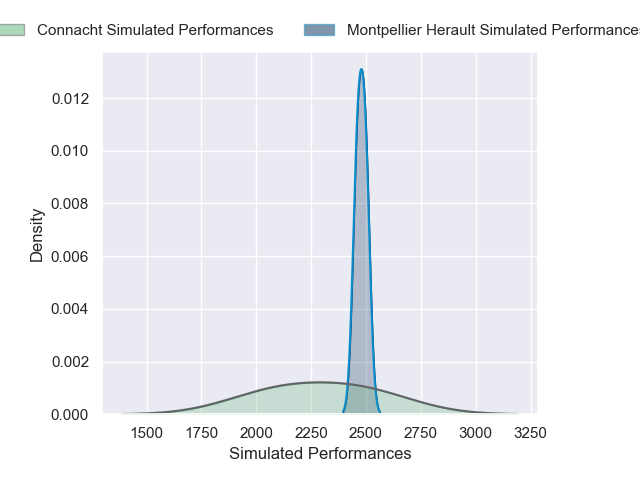 Connacht Simulated Performances
Montpellier Herault Simulated Performances
0.012
0.010
0.008
0.006
0.004
0.002
0.000
Density
1500 1750 2000 2250 2500 2750 3000 3250
Simulated Performances